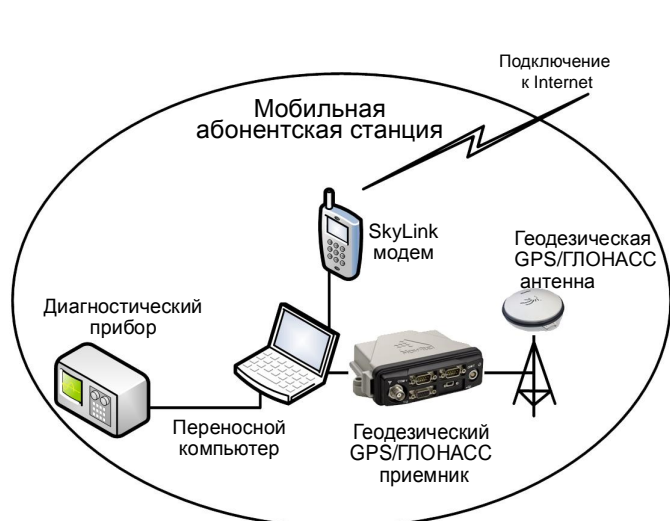 Подключение
к Internet
Мобильная
абонентская станция
SkyLink
модем
Геодезическая
GPS/ГЛОНАСС
антенна
Диагностический
прибор
Переносной
компьютер
Геодезический
GPS/ГЛОНАСС
приемник